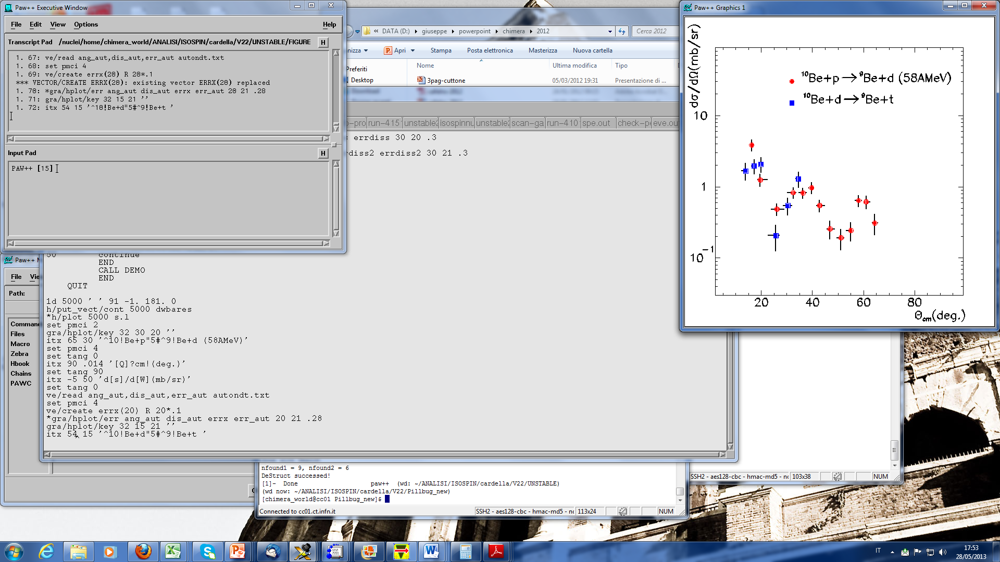 Paw++ Executive Window
File Edit View Options Help
Transcript Pad /nuclei/home/chimera_world/ANALISI/ISOSPIN/cardella/V22/UNSTABLE/FIGURE H
1. 67: ve/read ang_aut,dis_aut,err_aut autondt.txt
1. 68: set pmci 4
1. 69: ve/create errx(20) R 20*.1
*** VECTOR/CREATE ERRX(20): existing vector ERRX(20) replaced
1. 70: *gra/hplot/err ang_aut dis_aut errx err_aut 20 21 .28
1. 71: gra/hplot/key 32 15 21 ''
1. 72: itx 54 15 '^10!Be+d"5#^9!Be+t '
Input Pad H
PAW++ [15]
« DATA (D:) giuseppe powerpoint chimera 2012
Cerca 2012
nizza Apri Stampa Posta elettronica Masterizza Nuova cartella
Preferiti
Desktop
Nome Ultima modifica Tipo
3pag-cuttone 05/03/2012 19:31 Presentazione di ...
o-pro run-415 unstable2 isospinnu unstable2 scan-ga run-410 spe.out check-pe eve.ou
s errdiss 30 20 .3
rdiss2 errdiss2 30 21 .3
Paw++
File Vie
Path:
Comman
Files
Macro
Zebra
Hbook
Chains
PAWC
50 continue
END
CALL DEMO
END
QUIT
1d 5000 ' ' 91 -1. 181. 0
h/put_vect/cont 5000 dwbares
*h/plot 5000 s.l
set pmci 2
gra/hplot/key 32 30 20 ''
itx 65 30 '^10!Be+p"5#^9!Be+d (58AMeV)'
set pmci 4
set tang 0
itx 90 .014 '[Q]?cm!(deg.)'
set tang 90
itx -5 50 'd[s]/d[W](mb/sr)'
set tang 0
ve/read ang_aut,dis_aut,err_aut autondt.txt
set pmci 4
ve/create errx(20) R 20*.1
*gra/hplot/err ang_aut dis_aut errx err_aut 20 21 .28
gra/hplot/key 32 15 21 ''
itx 54 15 '^10!Be+d"5#^9!Be+t '
Paw++ Graphics 1
dσ/dΩ(mb/sr)
¹⁰Be+p→⁹Be+d (58AMeV)
¹⁰Be+d→⁹Be+t
10
1
10⁻¹
20 40 60 80
Θcm(deg.)
nfound1 = 9, nfound2 = 6
DeStruct successed!
[1]- Done paw++ (wd: ~/ANALISI/ISOSPIN/cardella/V22/UNSTABLE)
(wd now: ~/ANALISI/ISOSPIN/cardella/V22/Pillbug_new)
[chimera_world@cc01 Pillbug_new]$
Connected to cc01.ct.infn.it SSH2 - aes128-cbc - hmac-md5 - nc 113x24 NUM
SSH2 - aes128-cbc - hmac-md5 - nc 103x38 NUM
IT
17:53
28/05/2013